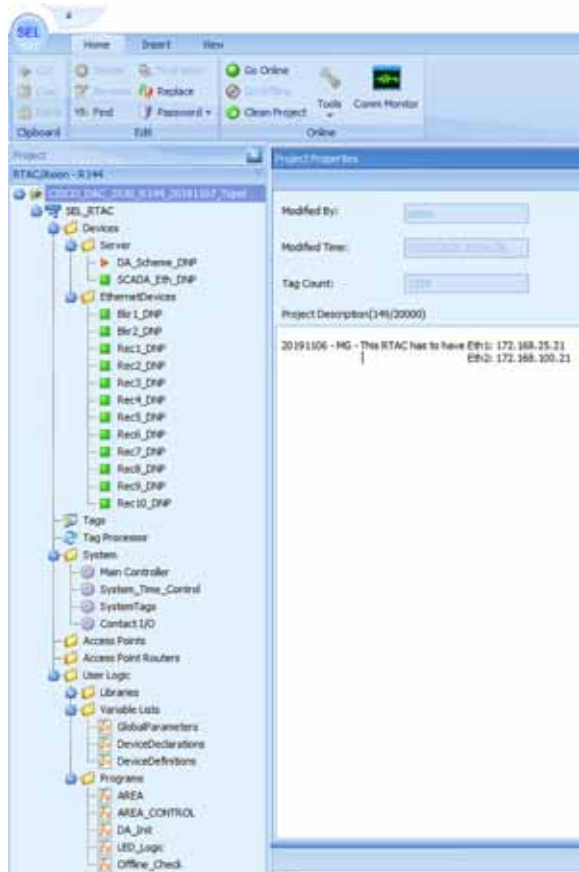 SEL
Home Insert View
Replace
Find Password
Clipboard Edit
Go Online
Clean Project
Tools Comm Monitor
Online
Project
RTAC/Axion - R144
SEL_RTAC
Devices
Server
DA_Scheme_DNP
SCADA_Eth_DNP
EthernetDevices
Bkr1_DNP
Bkr2_DNP
Rec1_DNP
Rec2_DNP
Rec3_DNP
Rec4_DNP
Rec5_DNP
Rec6_DNP
Rec7_DNP
Rec8_DNP
Rec9_DNP
Rec10_DNP
Tags
Tag Processor
System
Main Controller
System_Time_Control
SystemTags
Contact I/O
Access Points
Access Point Routers
User Logic
Libraries
Variable Lists
GlobalParameters
DeviceDeclarations
DeviceDefinitions
Programs
AREA
AREA_CONTROL
DA_Init
LED_Logic
Offline_Check
Project Properties
Modified By:
Modified Time:
Tag Count:
Project Description(149/20000)
20191106 - MG - This RTAC has to have Eth1: 172.168.25.21
Eth2: 172.168.100.21